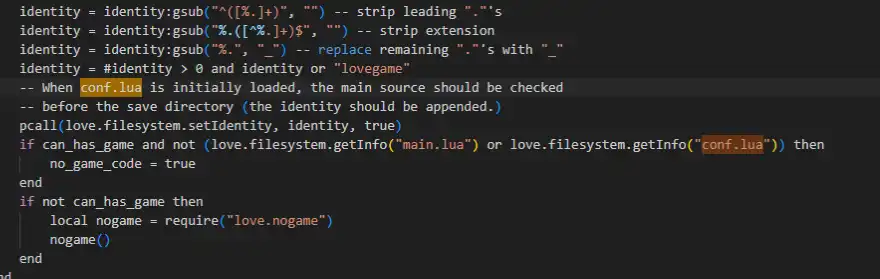 identity = identity:gsub("^([%.]+)", "") -- strip leading "."'s
identity = identity:gsub("%.([^%.]+)$", "") -- strip extension
identity = identity:gsub("%.", "_") -- replace remaining "."'s with "_"
identity = #identity > 0 and identity or "lovegame"
-- When conf.lua is initially loaded, the main source should be checked
-- before the save directory (the identity should be appended.)
pcall(love.filesystem.setIdentity, identity, true)
if can_has_game and not (love.filesystem.getInfo("main.lua") or love.filesystem.getInfo("conf.lua")) then
no_game_code = true
end
if not can_has_game then
local nogame = require("love.nogame")
nogame()
end